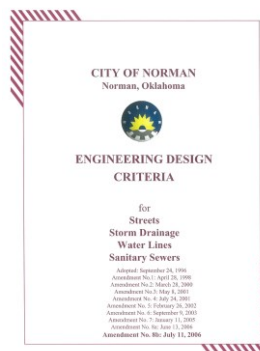 CITY OF NORMAN
Norman, Oklahoma
ENGINEERING DESIGN
CRITERIA
for
Streets
Storm Drainage
Water Lines
Sanitary Sewers
Adopted: September 24, 1996
Amendment No.1: April 28, 1998
Amendment No.2: March 28, 2000
Amendment No.3: May 8, 2001
Amendment No. 4: July 24, 2001
Amendment No. 5: February 26, 2002
Amendment No. 6: September 9, 2003
Amendment No. 7: January 11, 2005
Amendment No. 8a: June 13, 2006
Amendment No. 8b: July 11, 2006